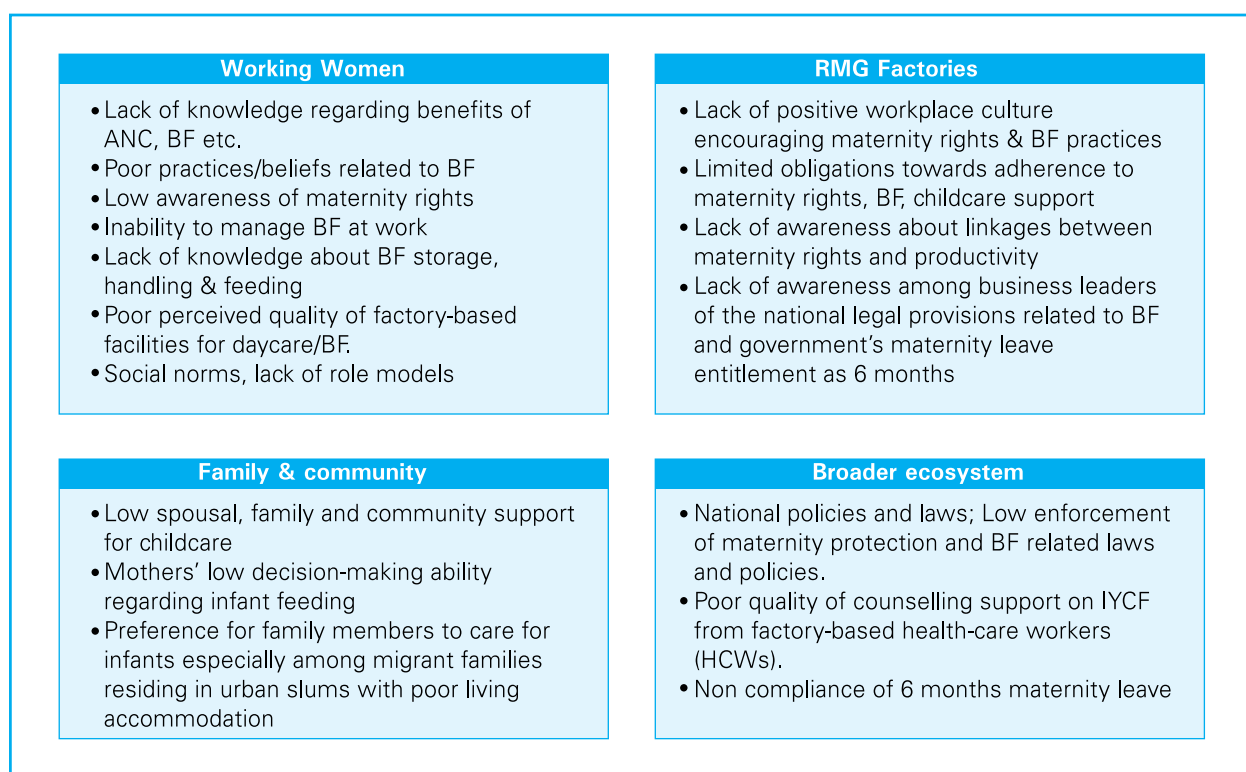 Working Women
• Lack of knowledge regarding benefits of
ANC, BF etc.
• Poor practices/beliefs related to BF
• Low awareness of maternity rights
• Inability to manage BF at work
• Lack of knowledge about BF storage,
handling & feeding
• Poor perceived quality of factory-based
facilities for daycare/BF.
• Social norms, lack of role models
RMG Factories
• Lack of positive workplace culture
encouraging maternity rights & BF practices
• Limited obligations towards adherence to
maternity rights, BF, childcare support
• Lack of awareness about linkages between
maternity rights and productivity
• Lack of awareness among business leaders
of the national legal provisions related to BF
and government’s maternity leave
entitlement as 6 months
Family & community
• Low spousal, family and community support
for childcare
• Mothers’ low decision-making ability
regarding infant feeding
• Preference for family members to care for
infants especially among migrant families
residing in urban slums with poor living
accommodation
Broader ecosystem
• National policies and laws; Low enforcement
of maternity protection and BF related laws
and policies.
• Poor quality of counselling support on IYCF
from factory-based health-care workers
(HCWs).
• Non compliance of 6 months maternity leave